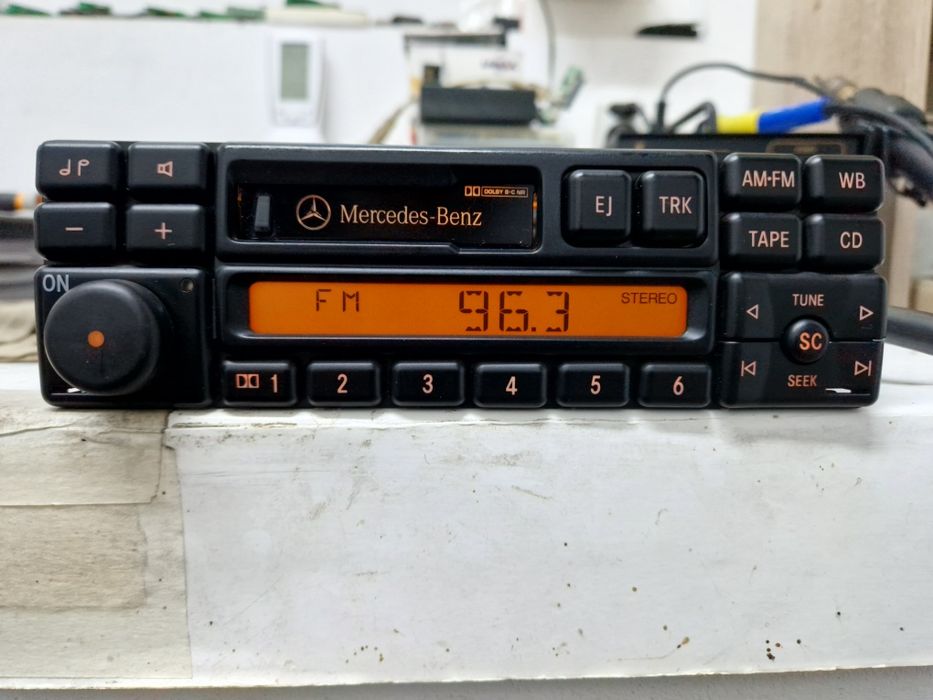 DOLBY B-C NR
Mercedes-Benz
EJ
TRK
AM•FM
WB
−
+
TAPE
CD
ON
FM 96.3 STEREO
TUNE
SC
SEEK
1
2
3
4
5
6